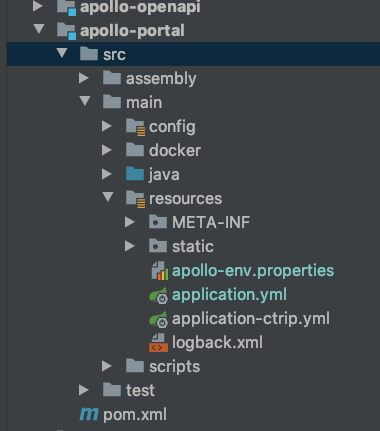 apollo-openapi
apollo-portal
src
assembly
main
config
docker
java
resources
META-INF
static
apollo-env.properties
application.yml
application-ctrip.yml
logback.xml
scripts
test
pom.xml